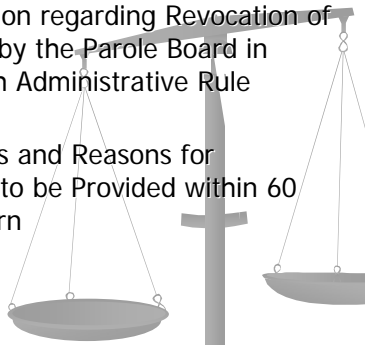 on regarding Revocation of
by the Parole Board in
n Administrative Rule
s and Reasons for
to be Provided within 60
rn